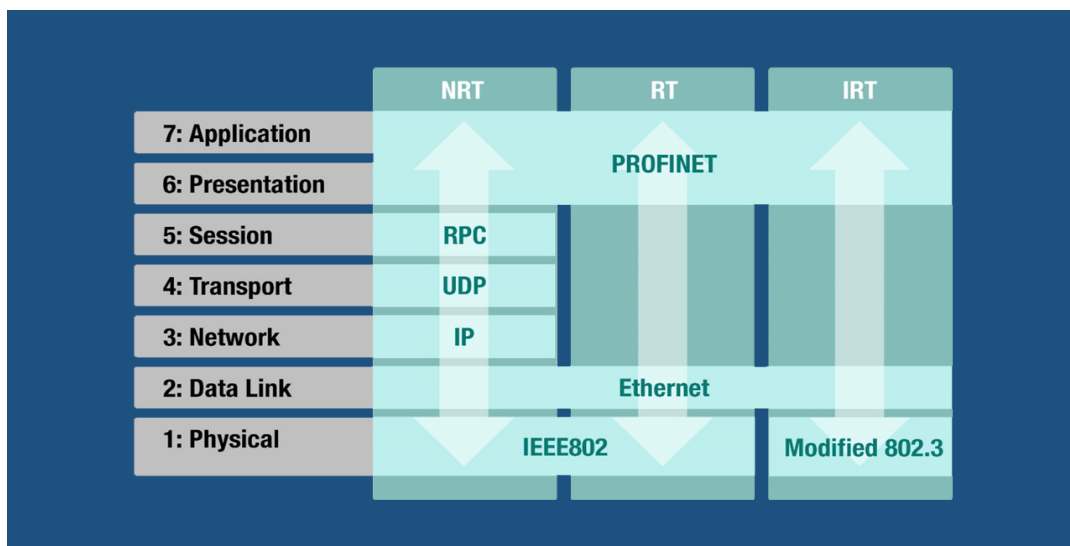 NRT RT IRT
7: Application
PROFINET
6: Presentation
5: Session RPC
4: Transport UDP
3: Network IP
2: Data Link Ethernet
1: Physical IEEE802 Modified 802.3